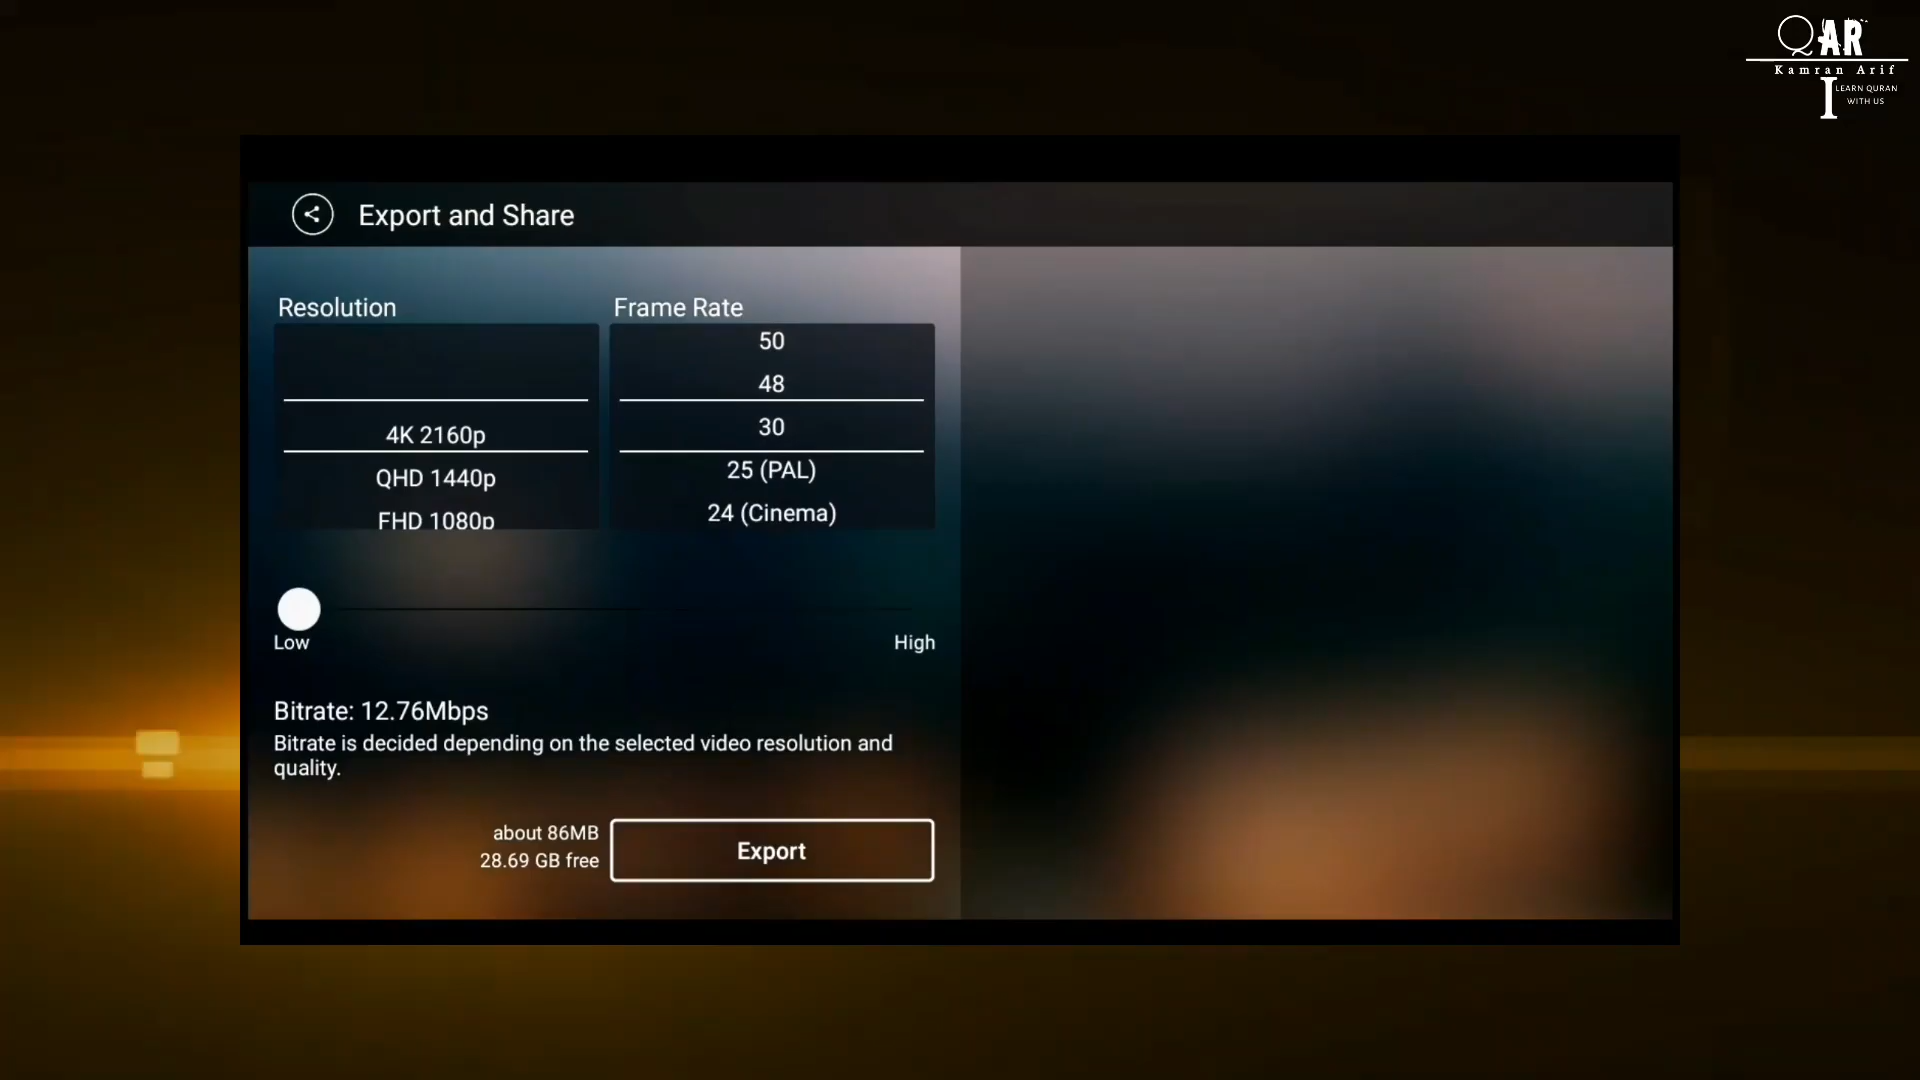 QAR
Kamran Arif
I LEARN QURAN
WITH US
Export and Share
Resolution
Frame Rate
4K 2160p
QHD 1440p
FHD 1080p
50
48
30
25 (PAL)
24 (Cinema)
Low
High
Bitrate: 12.76Mbps
Bitrate is decided depending on the selected video resolution and
quality.
about 86MB
28.69 GB free
Export